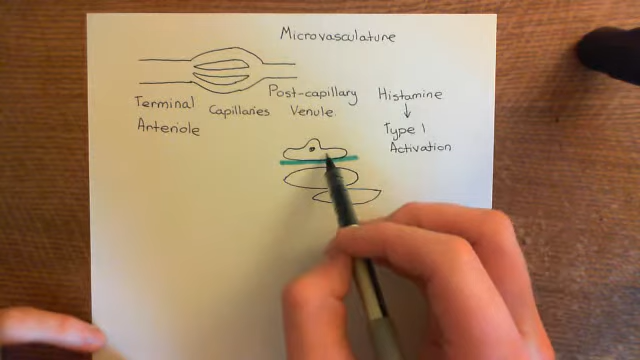 Microvasculature
Terminal
Arteriole
Capillaries
Post-capillary
Venule.
Histamine
Type 1
Activation